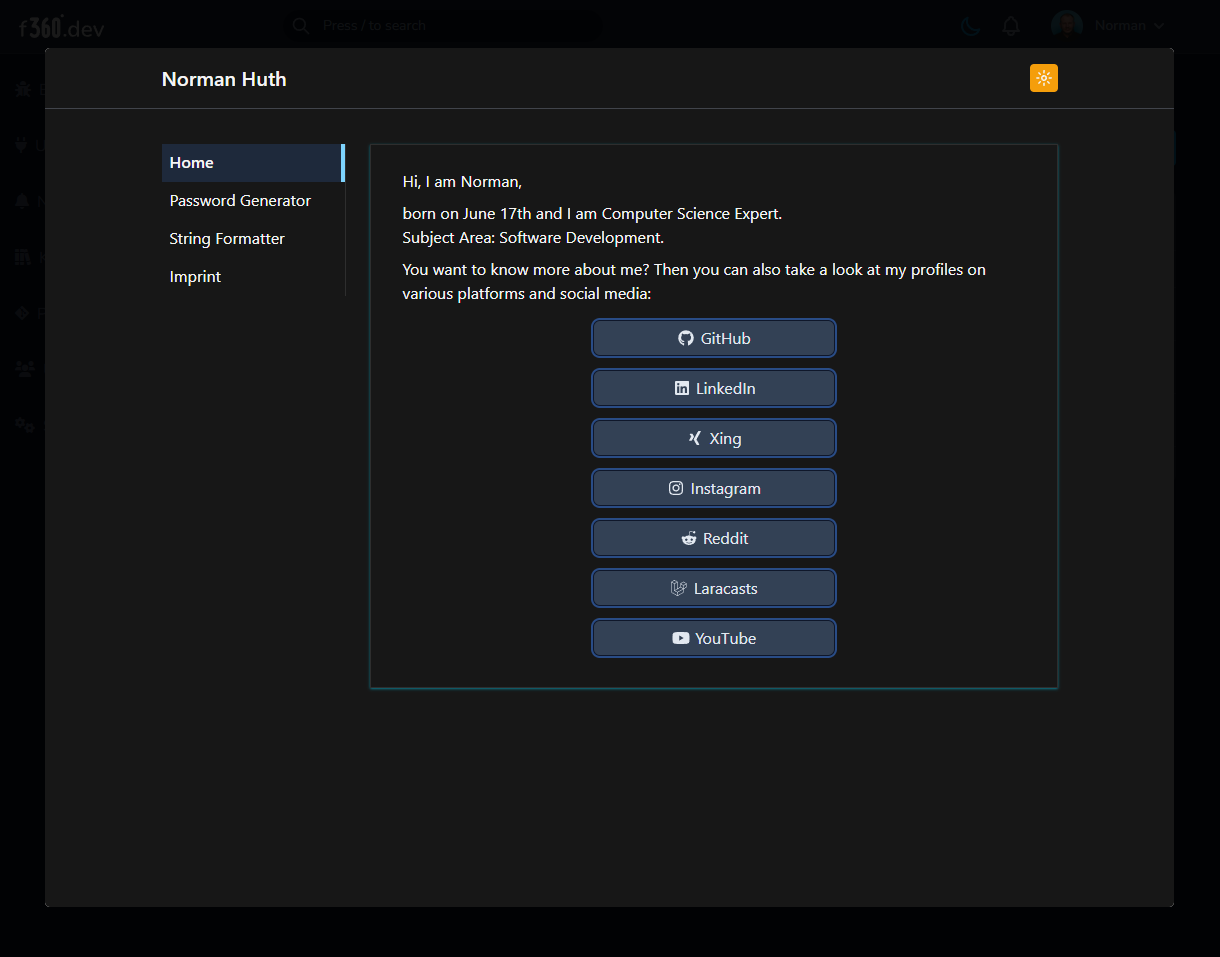 f360°.dev
Press / to search
Norman
Norman Huth
Home
Password Generator
String Formatter
Imprint
Hi, I am Norman,
born on June 17th and I am Computer Science Expert.
Subject Area: Software Development.
You want to know more about me? Then you can also take a look at my profiles on
various platforms and social media:
GitHub
LinkedIn
Xing
Instagram
Reddit
Laracasts
YouTube